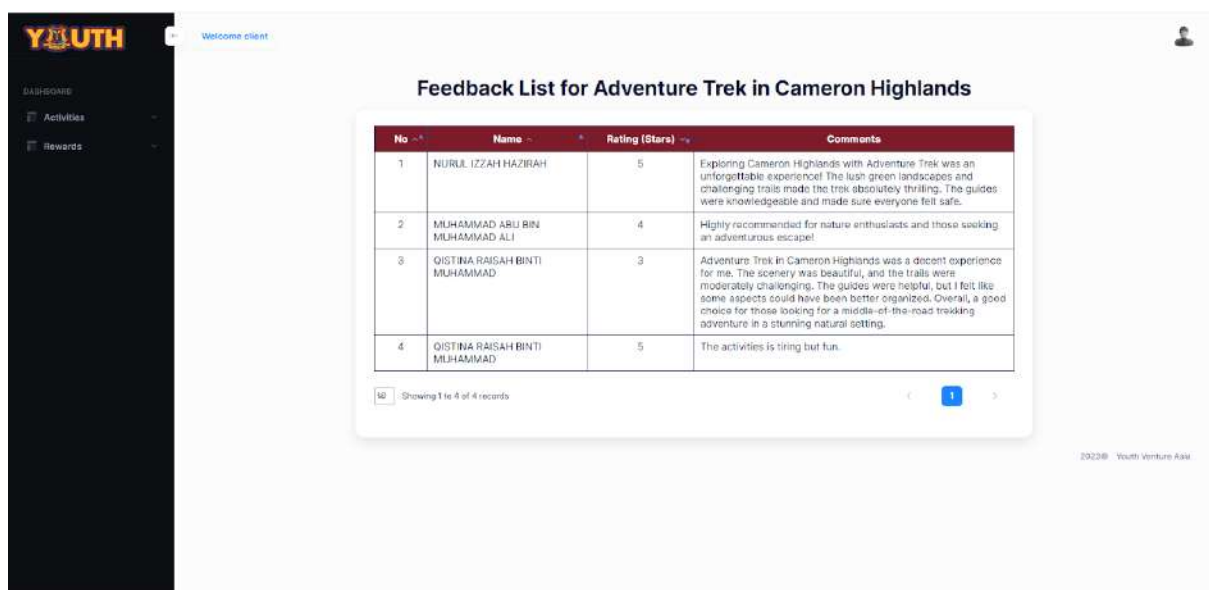 YOUTH
Welcome client
DASHBOARD
Activities
Rewards
Feedback List for Adventure Trek in Cameron Highlands
No Name Rating (Stars) Comments
1 NURUL IZZAH HAZIRAH 5 Exploring Cameron Highlands with Adventure Trek was an
unforgettable experience! The lush green landscapes and
challenging trails made the trek absolutely thrilling. The guides
were knowledgeable and made sure everyone felt safe.
2 MUHAMMAD ABU BIN 4 Highly recommended for nature enthusiasts and those seeking
MUHAMMAD ALI an adventurous escape!
3 QISTINA RAISAH BINTI 3 Adventure Trek in Cameron Highlands was a decent experience
MUHAMMAD for me. The scenery was beautiful, and the trails were
moderately challenging. The guides were helpful, but I felt like
some aspects could have been better organized. Overall, a good
choice for those looking for a middle-of-the-road trekking
adventure in a stunning natural setting.
4 QISTINA RAISAH BINTI 5 The activities is tiring but fun.
MUHAMMAD
Showing 1 to 4 of 4 records
1
Youth Venture Asia